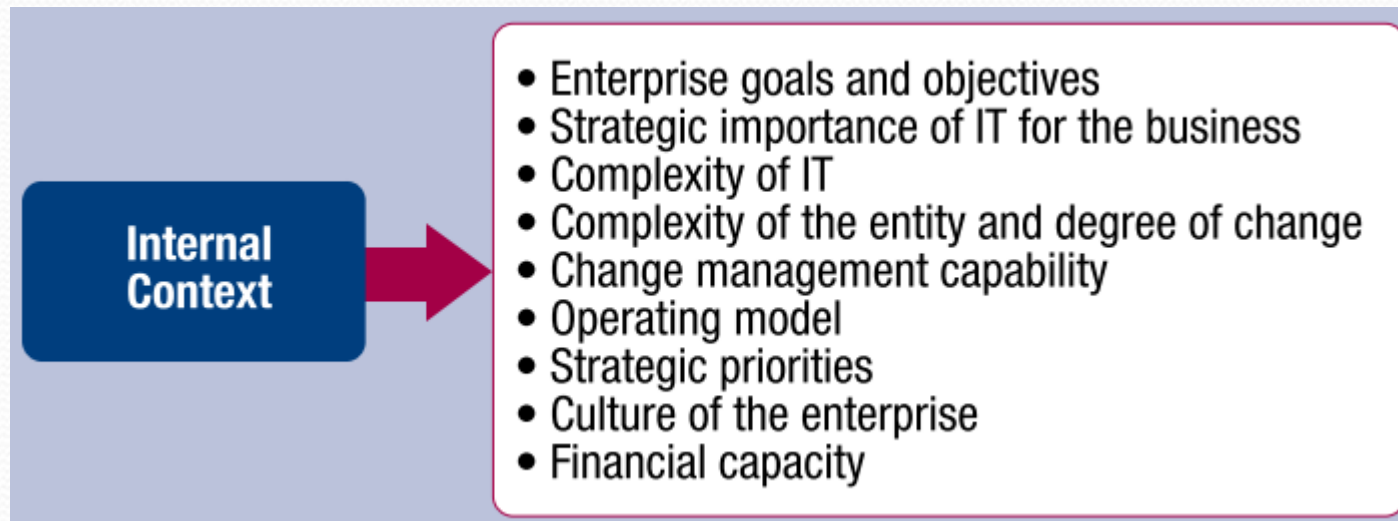 Internal
Context
• Enterprise goals and objectives
• Strategic importance of IT for the business
• Complexity of IT
• Complexity of the entity and degree of change
• Change management capability
• Operating model
• Strategic priorities
• Culture of the enterprise
• Financial capacity